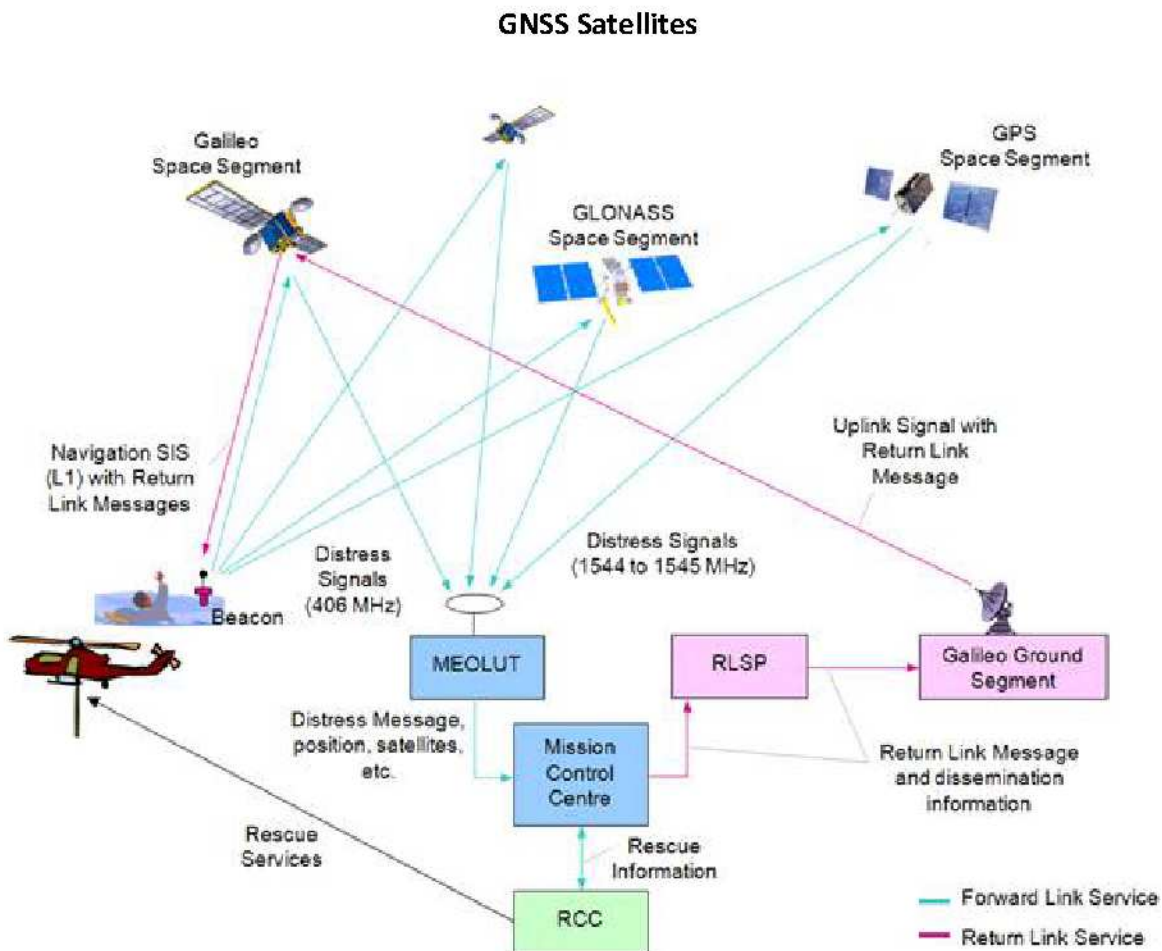 GNSS Satellites
Galileo
Space Segment
GPS
Space Segment
GLONASS
Space Segment
Uplink Signal with
Return Link
Message
Navigation SIS
(L1) with Return
Link Messages
Distress
Signals
(406 MHz)
Distress Signals
(1544 to 1545 MHz)
Beacon
MEOLUT
RLSP
Galileo Ground
Segment
Distress Message,
position, satellites,
etc.
Mission
Control
Centre
Return Link Message
and dissemination
information
Rescue
Services
Rescue
Information
RCC
Forward Link Service
Return Link Service